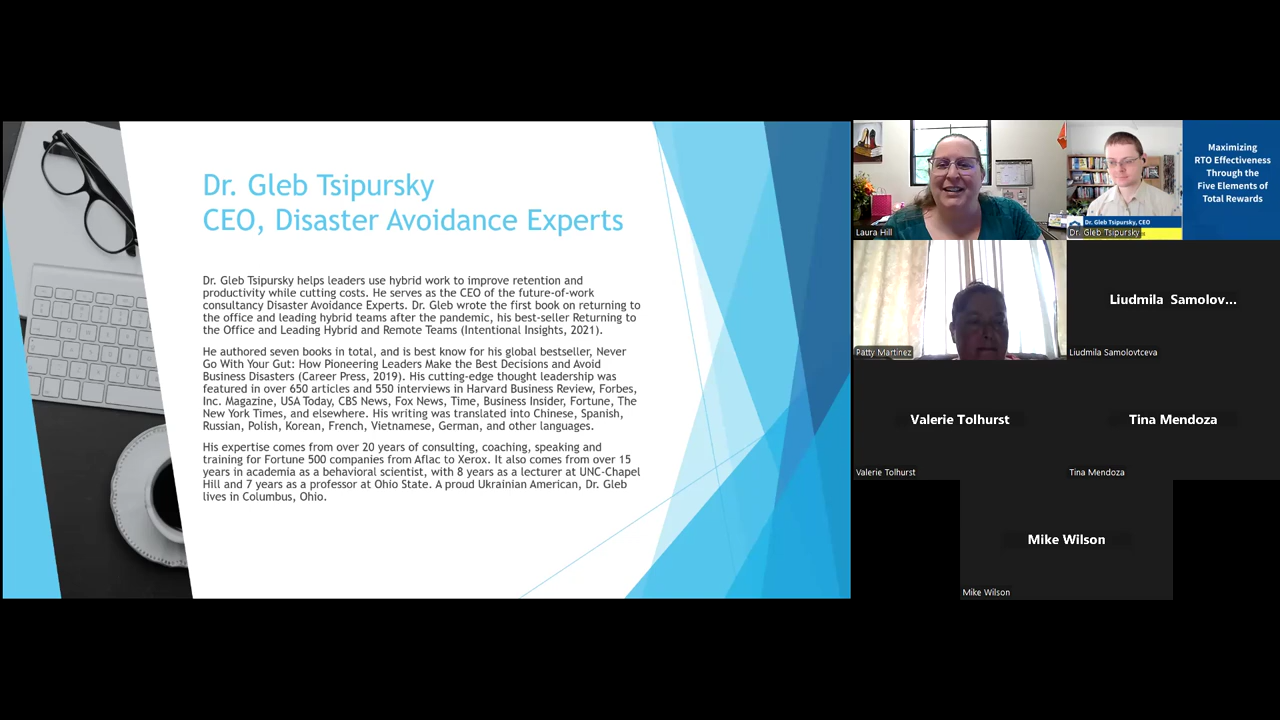 Dr. Gleb Tsipursky
CEO, Disaster Avoidance Experts
Dr. Gleb Tsipursky helps leaders use hybrid work to improve retention and
productivity while cutting costs. He serves as the CEO of the future-of-work
consultancy Disaster Avoidance Experts. Dr. Gleb wrote the first book on returning to
the office and leading hybrid teams after the pandemic, his best-seller Returning to
the Office and Leading Hybrid and Remote Teams (Intentional Insights, 2021).
He authored seven books in total, and is best know for his global bestseller, Never
Go With Your Gut: How Pioneering Leaders Make the Best Decisions and Avoid
Business Disasters (Career Press, 2019). His cutting-edge thought leadership was
featured in over 650 articles and 550 interviews in Harvard Business Review, Forbes,
Inc. Magazine, USA Today, CBS News, Fox News, Time, Business Insider, Fortune, The
New York Times, and elsewhere. His writing was translated into Chinese, Spanish,
Russian, Polish, Korean, French, Vietnamese, German, and other languages.
His expertise comes from over 20 years of consulting, coaching, speaking and
training for Fortune 500 companies from Aflac to Xerox. It also comes from over 15
years in academia as a behavioral scientist, with 8 years as a lecturer at UNC-Chapel
Hill and 7 years as a professor at Ohio State. A proud Ukrainian American, Dr. Gleb
lives in Columbus, Ohio.
Laura Hill
Maximizing
RTO Effectiveness
Through the
Five Elements of
Total Rewards
Dr. Gleb Tsipursky, CEO
Dr. Gleb Tsipursky
Patty Martinez
Liudmila Samolov...
Liudmila Samolovtceva
Valerie Tolhurst
Valerie Tolhurst
Tina Mendoza
Tina Mendoza
Mike Wilson
Mike Wilson